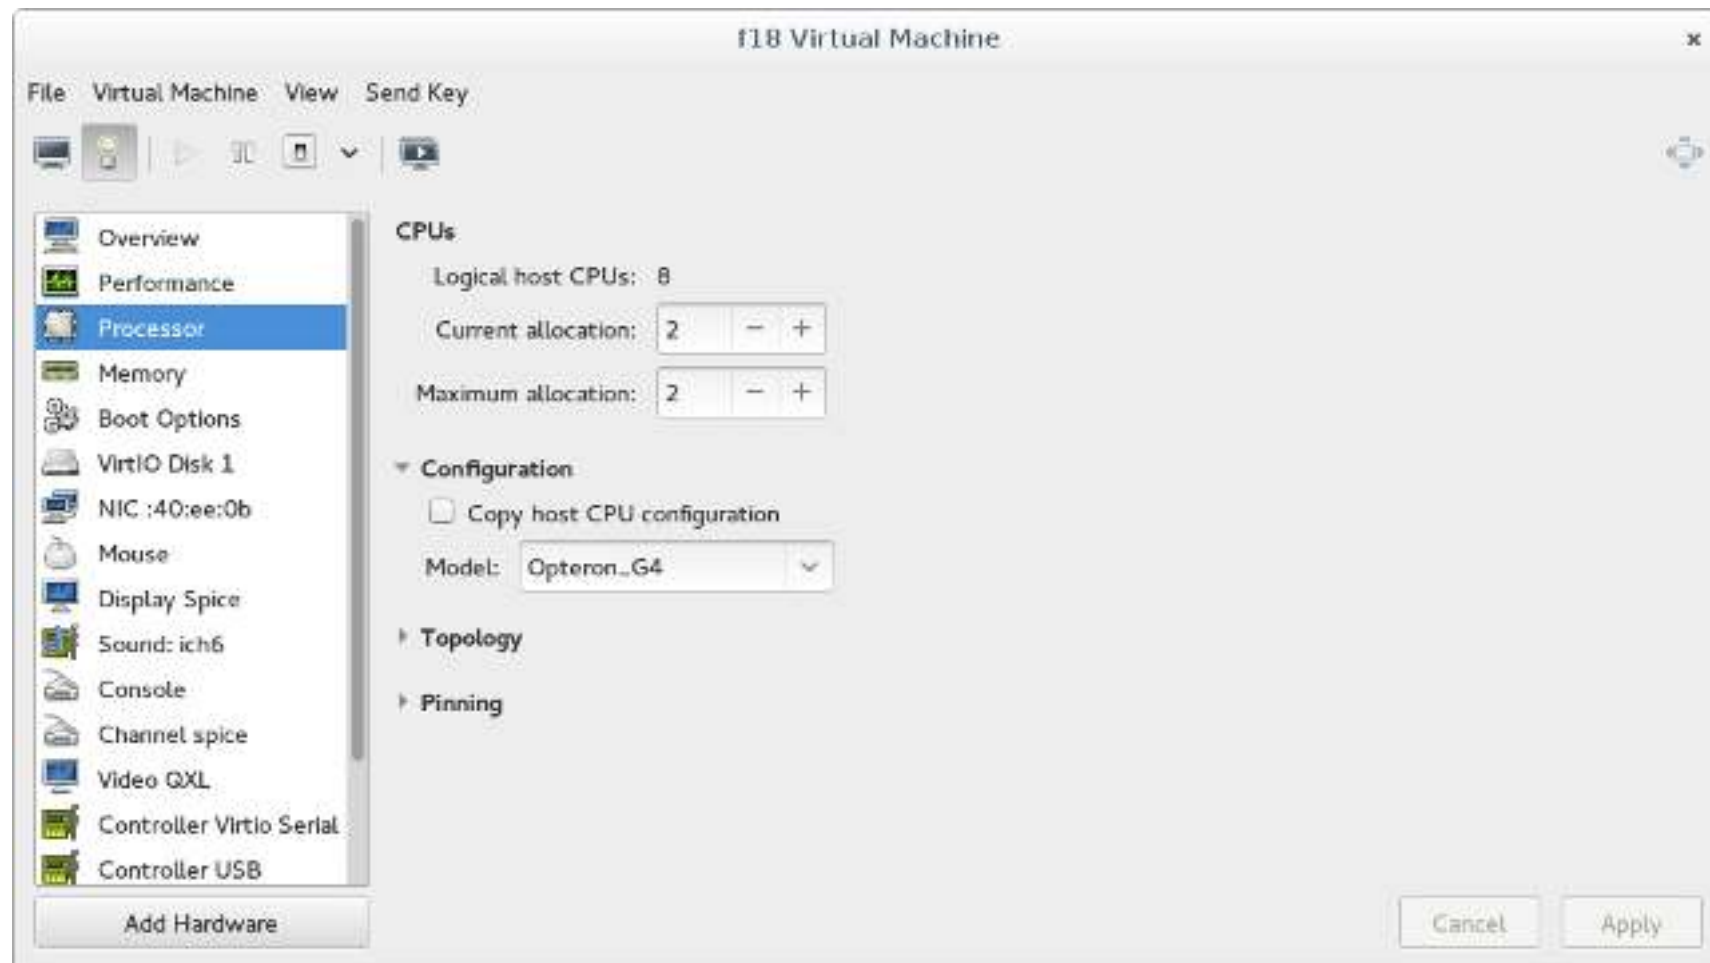 f18 Virtual Machine
File Virtual Machine View Send Key
Overview
Performance
Processor
Memory
Boot Options
VirtIO Disk 1
NIC :40:ee:0b
Mouse
Display Spice
Sound: ich6
Console
Channel spice
Video QXL
Controller Virtio Serial
Controller USB
Add Hardware
CPUs
Logical host CPUs: 8
Current allocation: 2 - +
Maximum allocation: 2 - +
Configuration
Copy host CPU configuration
Model: Opteron_G4
Topology
Pinning
Cancel Apply